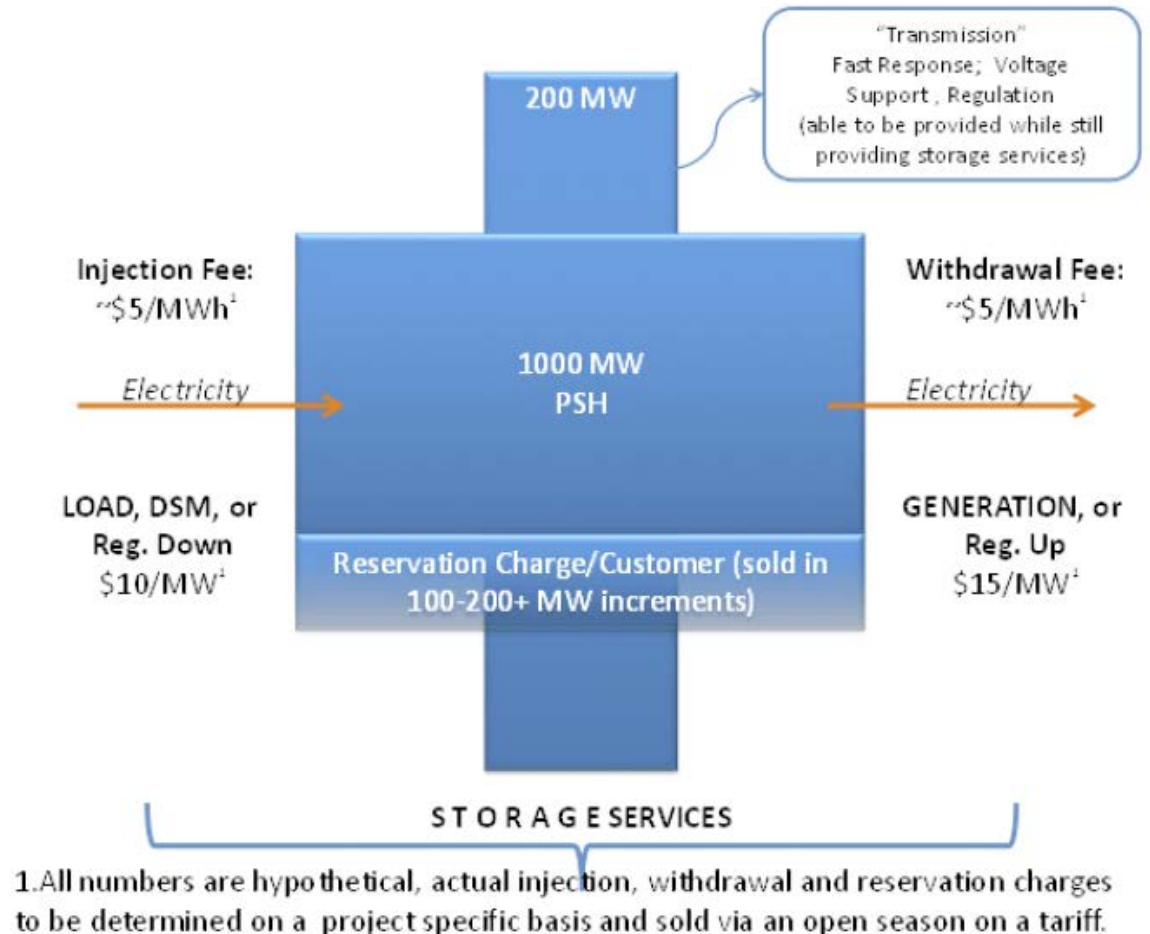 "Transmission"
Fast Response; Voltage
Support , Regulation
(able to be provided while still
providing storage services)
200 MW
Injection Fee:
~$5/MWh¹
Withdrawal Fee:
~$5/MWh¹
1000 MW
PSH
Electricity
Electricity
LOAD, DSM, or
Reg. Down
$10/MW¹
GENERATION, or
Reg. Up
$15/MW¹
Reservation Charge/Customer (sold in
100-200+ MW increments)
S T O R A G E SERVICES
1.All numbers are hypothetical, actual injection, withdrawal and reservation charges
to be determined on a project specific basis and sold via an open season on a tariff.